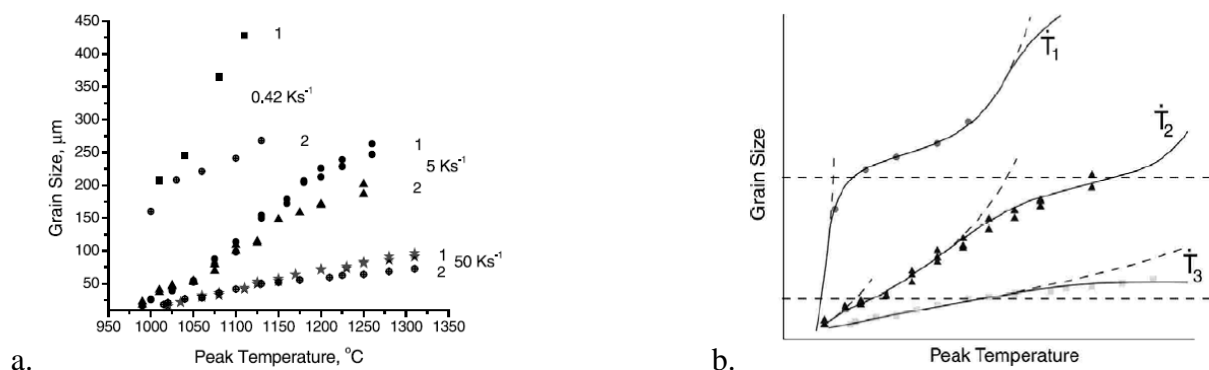 450
400
350
300
250
200
150
100
50
950 1000 1050 1100 1150 1200 1250 1300 1350
Grain Size, μm
Peak Temperature, °C
1
0.42 Ks⁻¹
2
1
5 Ks⁻¹
2
1
50 Ks⁻¹
2
a.
Grain Size
Peak Temperature
Ṫ₁
Ṫ₂
Ṫ₃
b.